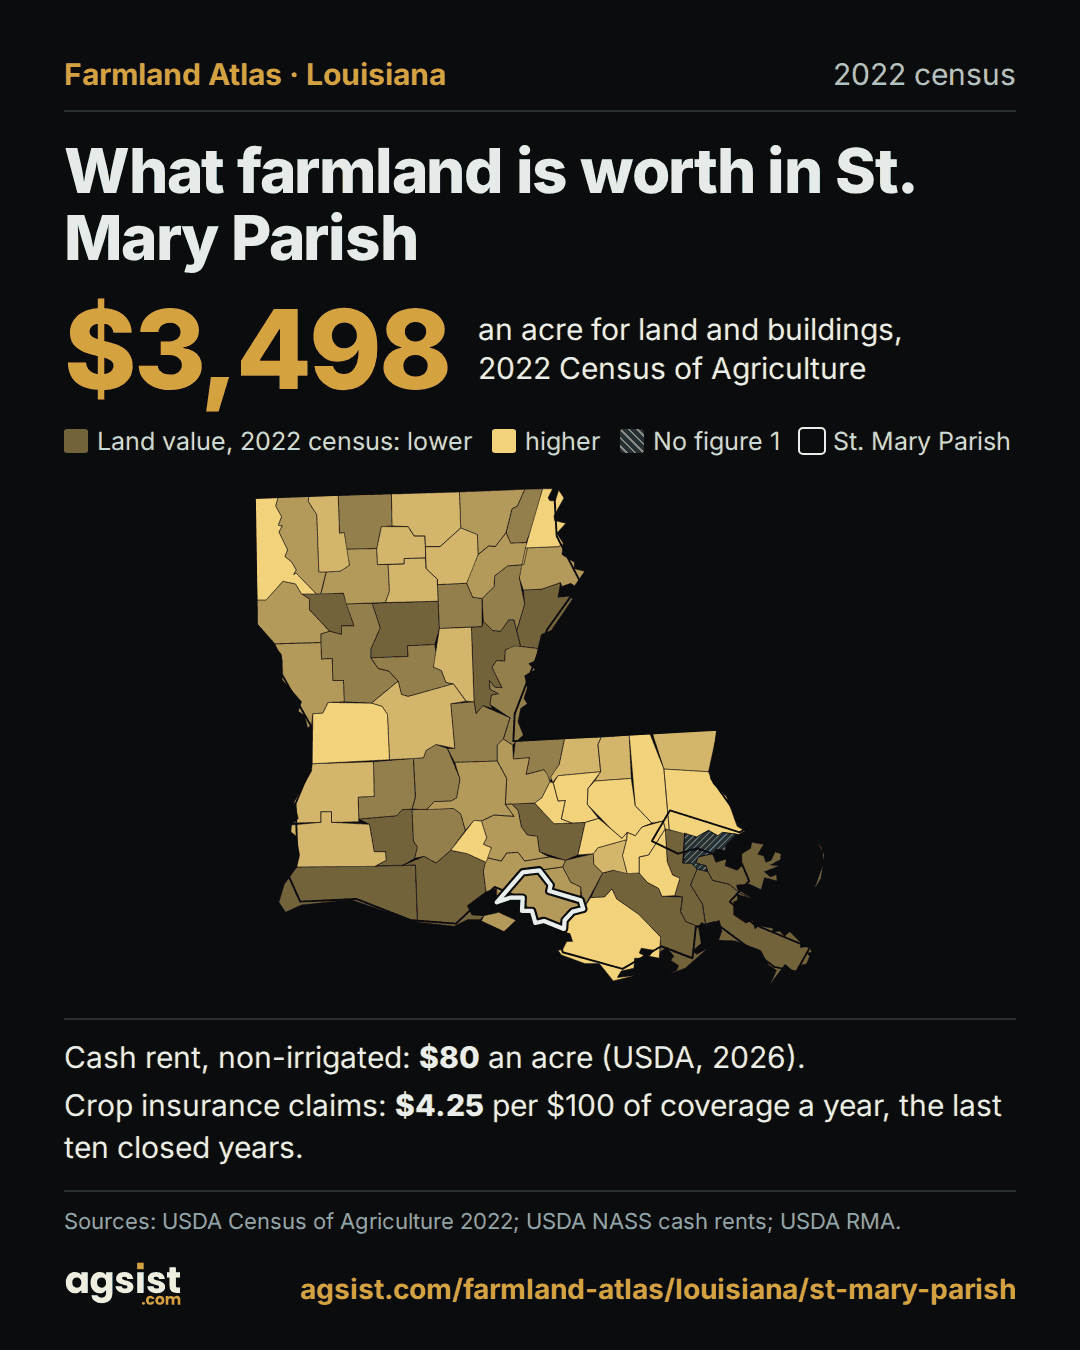 Farmland Atlas · Louisiana
2022 census
What farmland is worth in St.
Mary Parish
$3,498
an acre for land and buildings,
2022 Census of Agriculture
Land value, 2022 census: lower
higher
No figure 1
St. Mary Parish
Cash rent, non-irrigated: $80 an acre (USDA, 2026).
Crop insurance claims: $4.25 per $100 of coverage a year, the last
ten closed years.
Sources: USDA Census of Agriculture 2022; USDA NASS cash rents; USDA RMA.
agsist
.com
agsist.com/farmland-atlas/louisiana/st-mary-parish